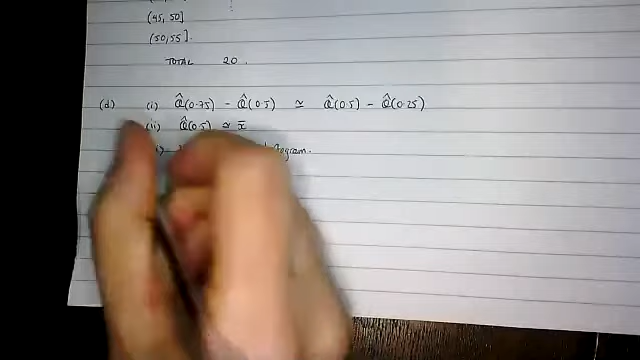 (45, 50]
(50, 55].
TOTAL 20.
(d) (i) Q̂(0.75) - Q̂(0.5) ≃ Q̂(0.5) - Q̂(0.25)
(ii) Q̂(0.5) ≃ x̄